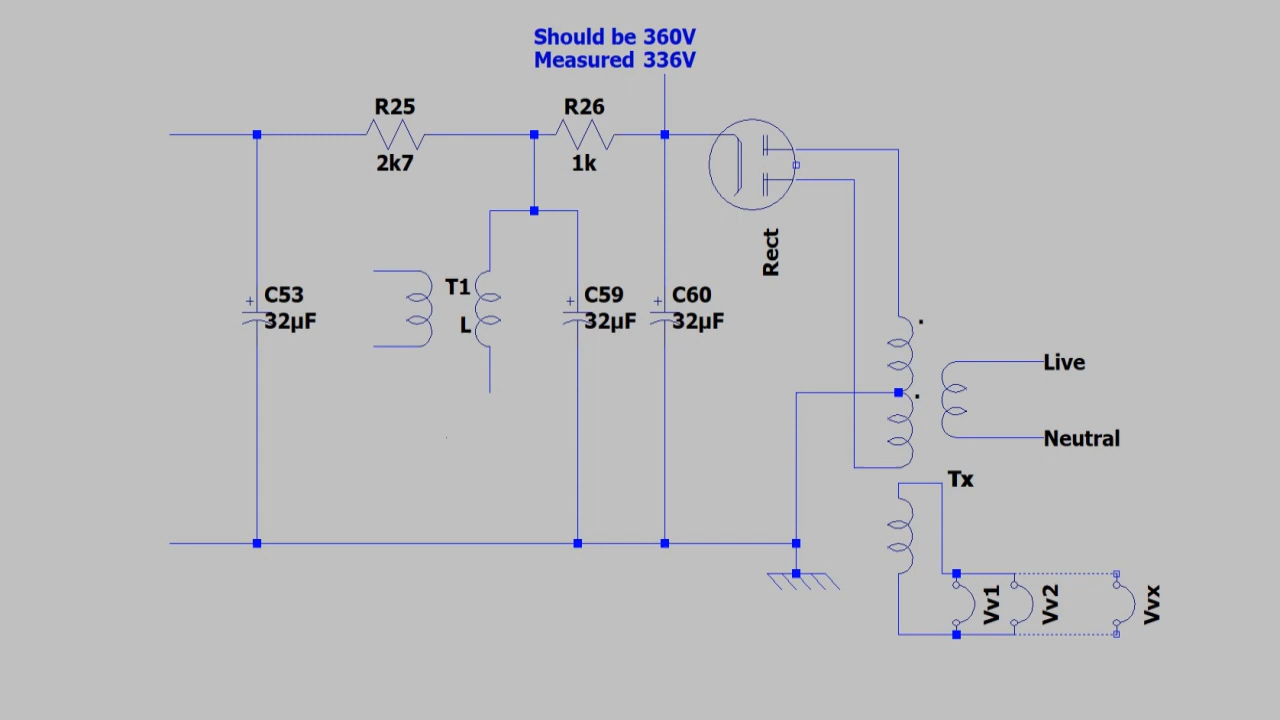 Should be 360V
Measured 336V
R25
R26
2k7
1k
Rect
T1
L
C53
32µF
C59
32µF
C60
32µF
Live
Neutral
Tx
Vv1
Vv2
Vvx